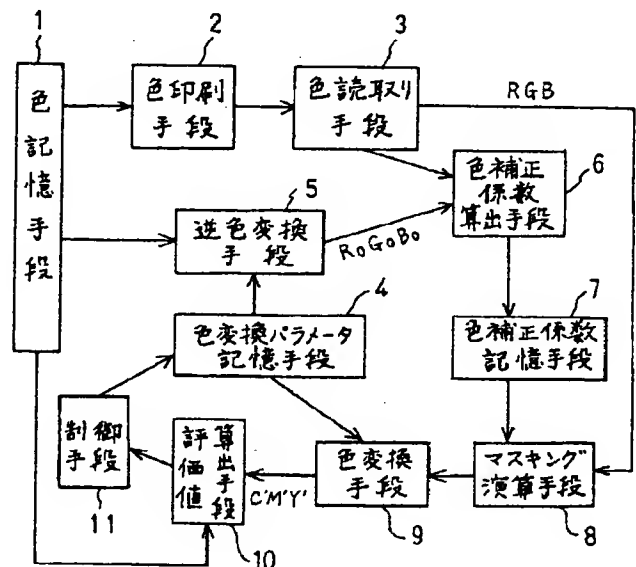 1
色記憶手段
2
色印刷
手段
3
色読取り
手段
RGB
5
逆色変換
手段
R₀G₀B₀
色補正
係数
算出手段
6
4
色変換パラメータ
記憶手段
7
色補正係数
記憶手段
制御
手段
11
評価値
算出手段
10
C'M'Y'
色変換
手段
9
マスキング
演算手段
8